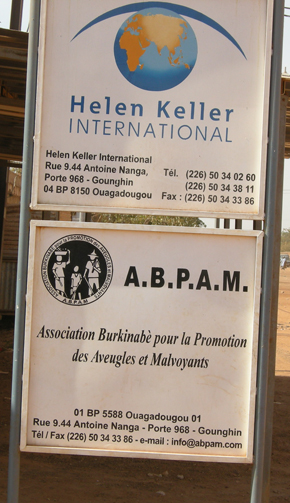 Helen Keller
INTERNATIONAL
Helen Keller International
Rue 9.44 Antoine Nanga,
Porte 968 - Gounghin
04 BP 8150 Ouagadougou
Tél. (226) 50 34 02 60
(226) 50 34 38 11
Fax : (226) 50 34 33 86
A.B.P.A.M.
A.B.P.A.M.
Association Burkinabè pour la Promotion
des Aveugles et Malvoyants
01 BP 5588 Ouagadougou 01
Rue 9.44 Antoine Nanga - Porte 968 - Gounghin
Tél / Fax (226) 50 34 33 86 - e-mail : info@abpam.com